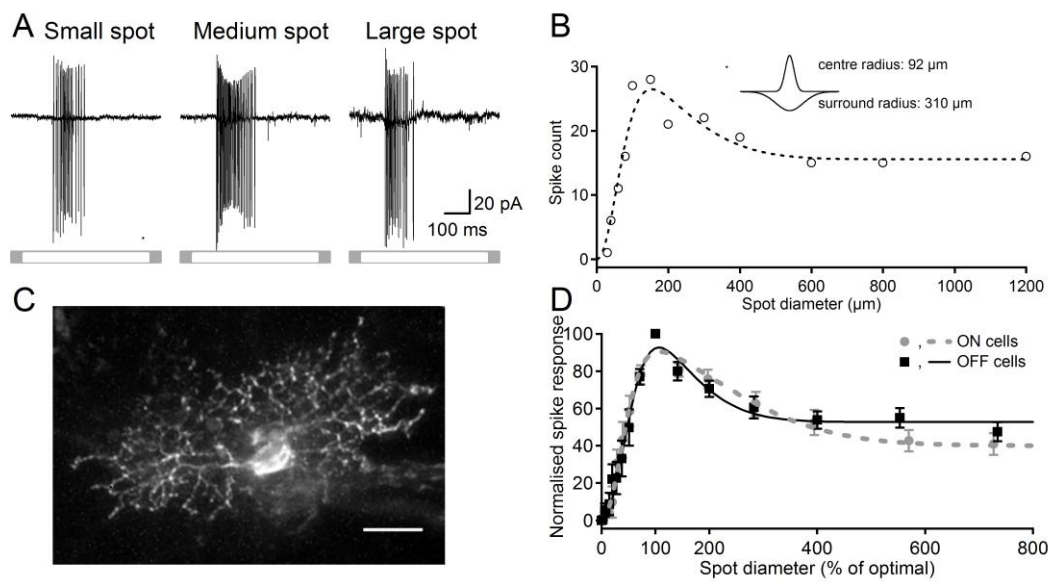 A
Small spot
Medium spot
Large spot
20 pA
100 ms
B
centre radius: 92 µm
surround radius: 310 µm
Spike count
30
20
10
0
0 200 400 600 800 1000 1200
Spot diameter (µm)
C
D
ON cells
OFF cells
Normalised spike response
100
80
60
40
20
0
0 100 200 400 600 800
Spot diameter (% of optimal)